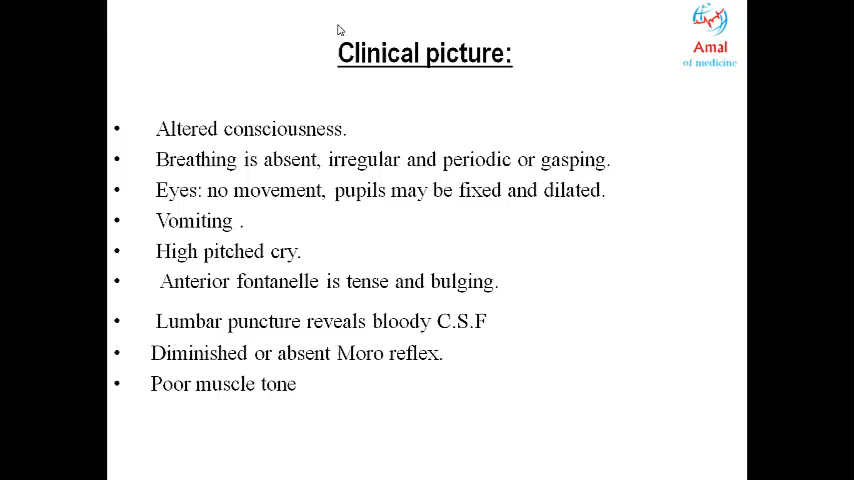 Clinical picture:
Amal
of medicine
• Altered consciousness.
• Breathing is absent, irregular and periodic or gasping.
• Eyes: no movement, pupils may be fixed and dilated.
• Vomiting .
• High pitched cry.
• Anterior fontanelle is tense and bulging.
• Lumbar puncture reveals bloody C.S.F
• Diminished or absent Moro reflex.
• Poor muscle tone